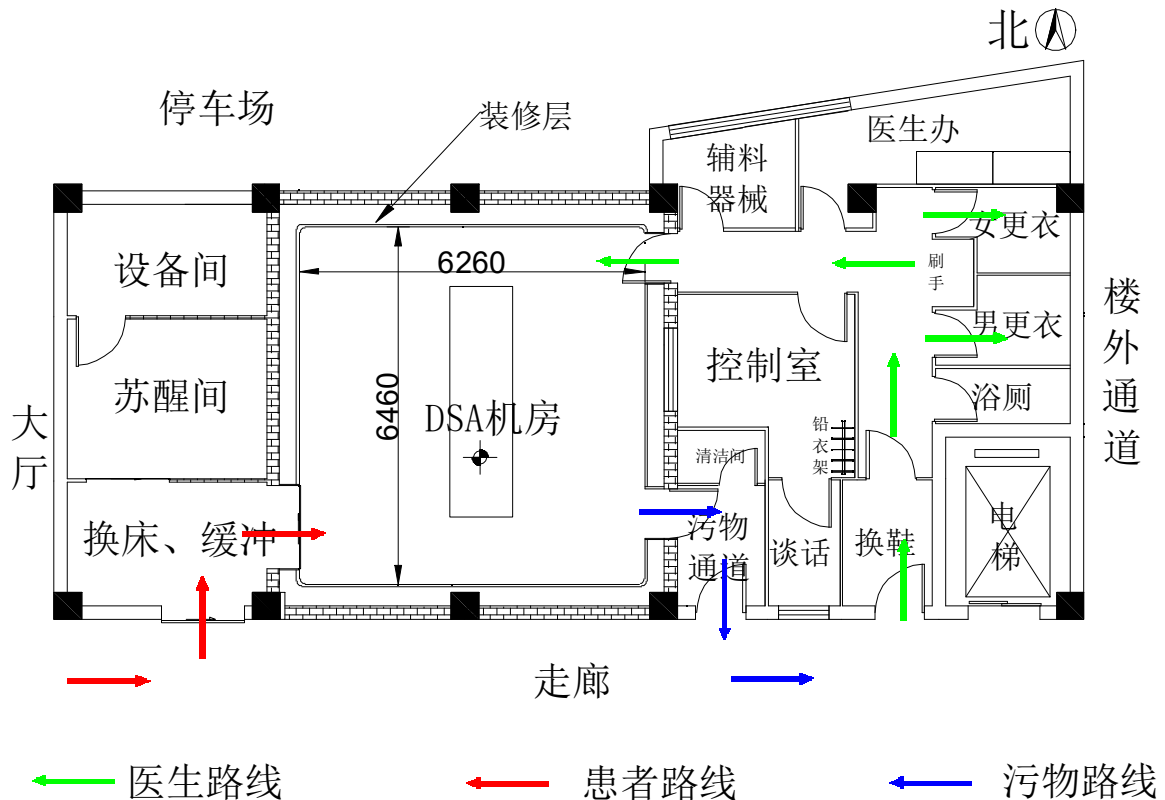 北
停车场
装修层
医生办
辅料
器械
女更衣
设备间
6260
刷
手
楼
外
通
道
男更衣
控制室
苏醒间
6460
DSA机房
浴厕
大
厅
铅
衣
架
清洁间
换床、缓冲
污物
通道
谈话
换鞋
电
梯
走廊
医生路线
患者路线
污物路线